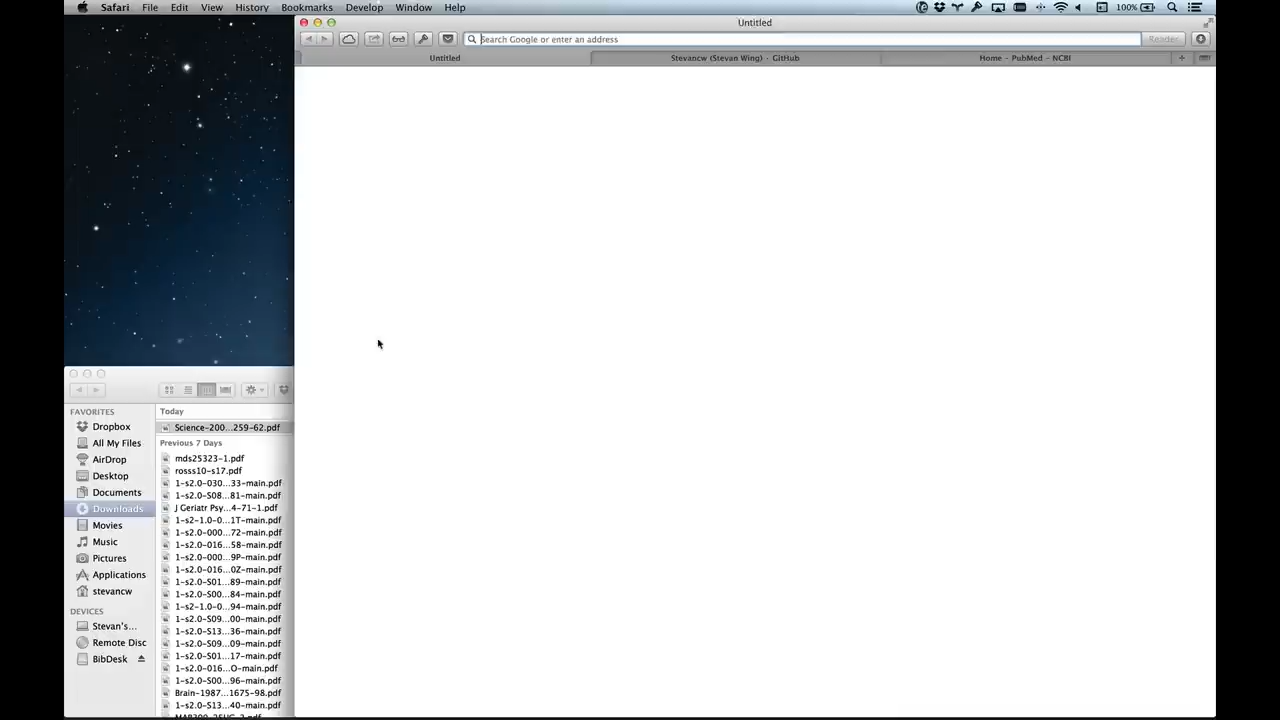 Safari File Edit View History Bookmarks Develop Window Help 100%
Untitled
Search Google or enter an address Reader
Untitled Stevancw (Stevan Wing) · GitHub Home - PubMed - NCBI +
FAVORITES
Dropbox
All My Files
AirDrop
Desktop
Documents
Downloads
Movies
Music
Pictures
Applications
stevancw
DEVICES
Stevan's...
Remote Disc
BibDesk
Today
Science-200...259-62.pdf
Previous 7 Days
mds25323-1.pdf
rosss10-s17.pdf
1-s2.0-030...33-main.pdf
1-s2.0-S08...81-main.pdf
J Geriatr Psy...4-71-1.pdf
1-s2-1.0-0...1T-main.pdf
1-s2.0-000...72-main.pdf
1-s2.0-016...58-main.pdf
1-s2.0-000...9P-main.pdf
1-s2.0-016...0Z-main.pdf
1-s2.0-S01...89-main.pdf
1-s2.0-S00...84-main.pdf
1-s2-1.0-0...94-main.pdf
1-s2.0-S09...00-main.pdf
1-s2.0-S13...36-main.pdf
1-s2.0-S09...09-main.pdf
1-s2.0-S01...17-main.pdf
1-s2.0-016...O-main.pdf
1-s2.0-S00...96-main.pdf
Brain-1987...1675-98.pdf
1-s2.0-S13...40-main.pdf